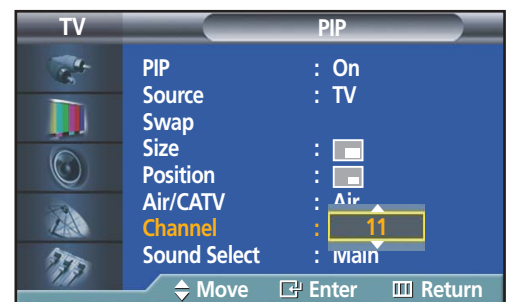 TV PIP
PIP : On
Source : TV
Swap
Size :
Position :
Air/CATV : Air
Channel : 11
Sound Select : Main
Move Enter Return